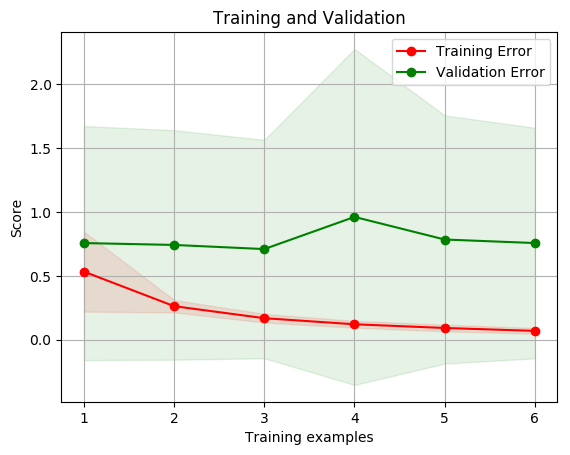 Training and Validation
Training Error
Validation Error
Score
2.0
1.5
1.0
0.5
0.0
1 2 3 4 5 6
Training examples